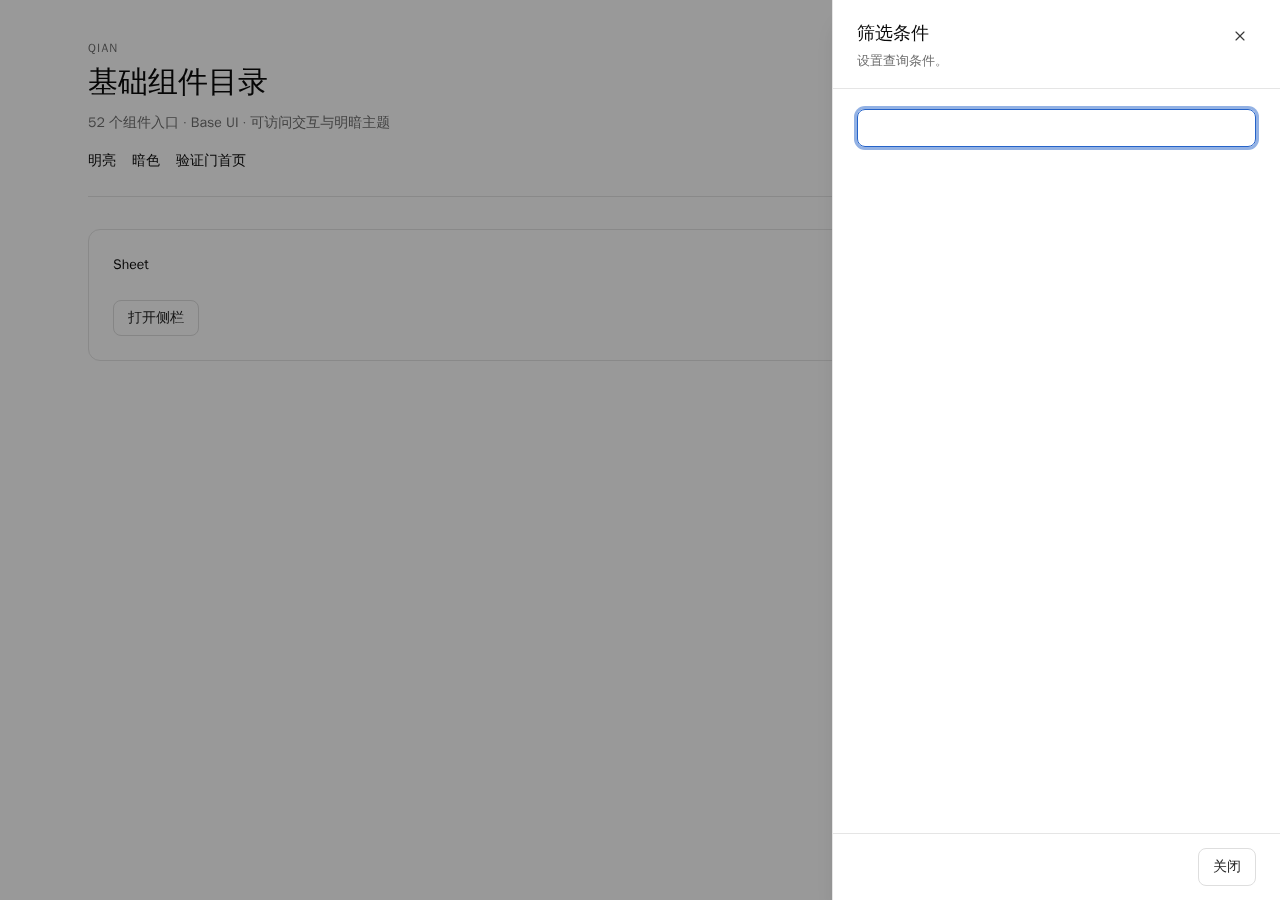 QIAN
基础组件目录
52 个组件入口 · Base UI · 可访问交互与明暗主题
明亮 暗色 验证门首页
Sheet
打开侧栏
筛选条件
设置查询条件。
关闭